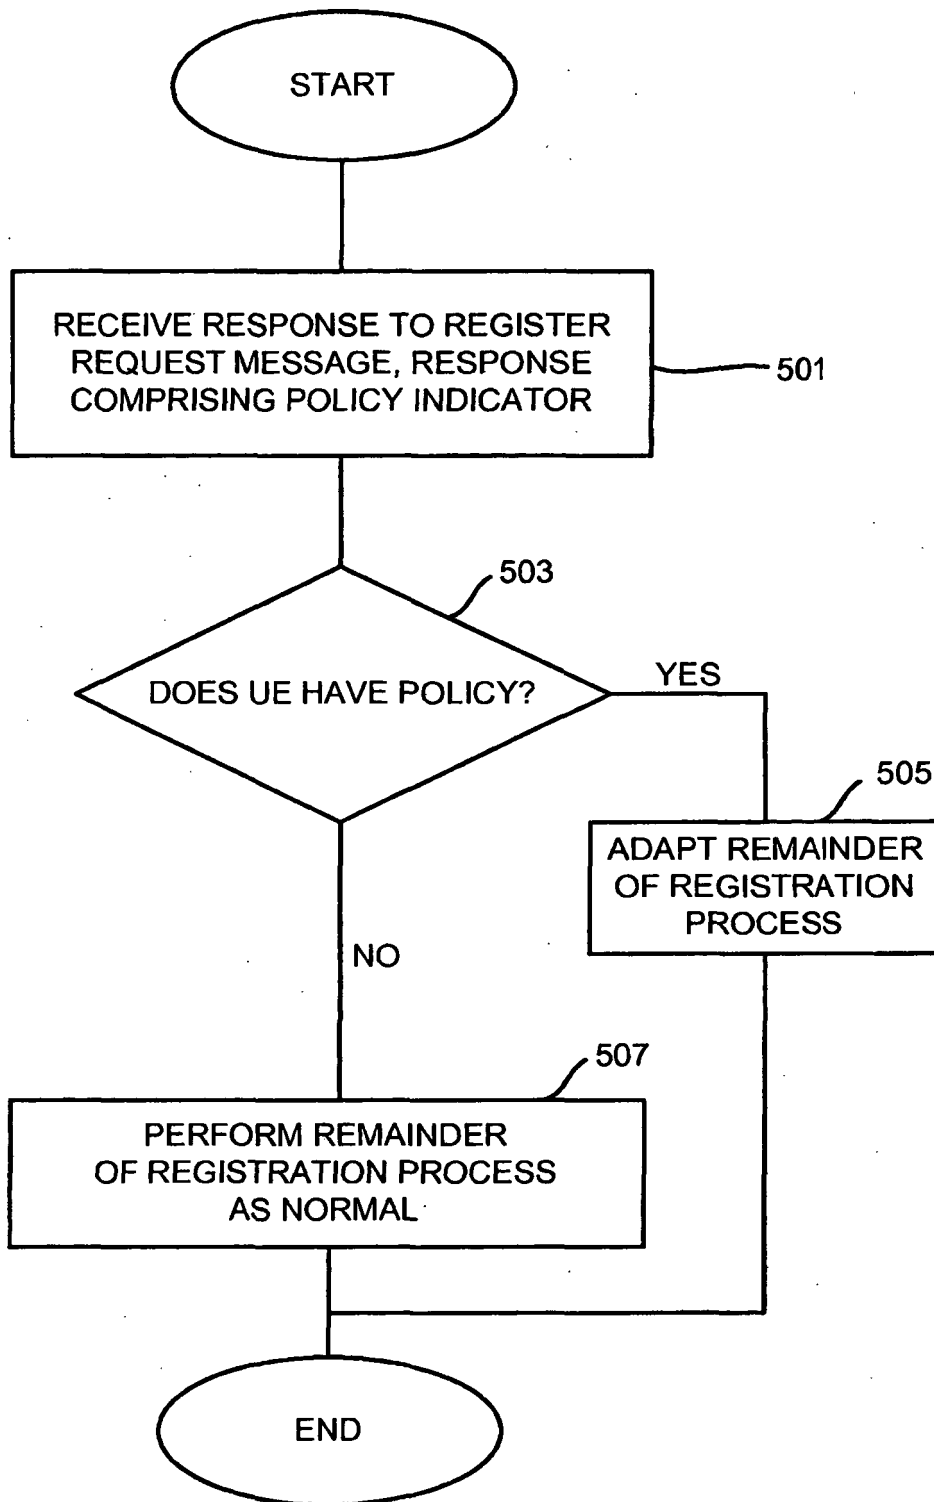 START
RECEIVE RESPONSE TO REGISTER
REQUEST MESSAGE, RESPONSE
COMPRISING POLICY INDICATOR
501
503
DOES UE HAVE POLICY?
YES
505
ADAPT REMAINDER
OF REGISTRATION
PROCESS
NO
507
PERFORM REMAINDER
OF REGISTRATION PROCESS
AS NORMAL
END